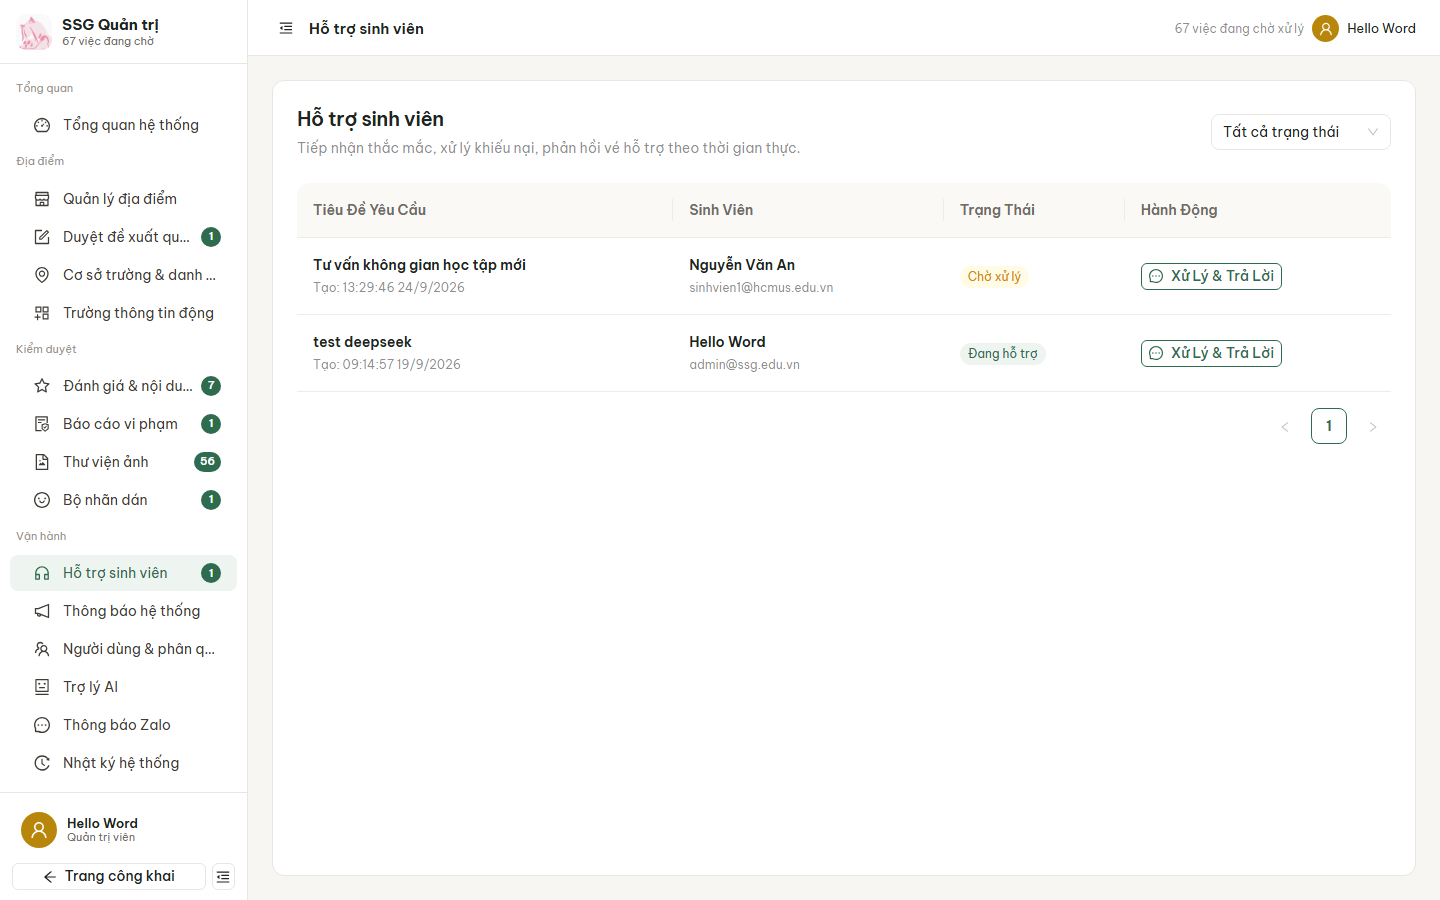 SSG Quản trị
67 việc đang chờ
Tổng quan
Tổng quan hệ thống
Địa điểm
Quản lý địa điểm
Duyệt đề xuất qu... 1
Cơ sở trường & danh ...
Trường thông tin động
Kiểm duyệt
Đánh giá & nội du... 7
Báo cáo vi phạm 1
Thư viện ảnh 56
Bộ nhãn dán 1
Vận hành
Hỗ trợ sinh viên 1
Thông báo hệ thống
Người dùng & phân q...
Trợ lý AI
Thông báo Zalo
Nhật ký hệ thống
Hello Word
Quản trị viên
Trang công khai
Hỗ trợ sinh viên
67 việc đang chờ xử lý Hello Word
Hỗ trợ sinh viên
Tiếp nhận thắc mắc, xử lý khiếu nại, phản hồi vé hỗ trợ theo thời gian thực.
Tất cả trạng thái
Tiêu Đề Yêu Cầu Sinh Viên Trạng Thái Hành Động
Tư vấn không gian học tập mới Nguyễn Văn An Chờ xử lý Xử Lý & Trả Lời
Tạo: 13:29:46 24/9/2026 sinhvien1@hcmus.edu.vn
test deepseek Hello Word Đang hỗ trợ Xử Lý & Trả Lời
Tạo: 09:14:57 19/9/2026 admin@ssg.edu.vn
1